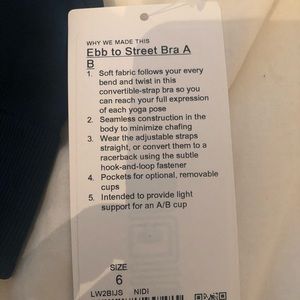 WHY WE MADE THIS
Ebb to Street Bra A
B
1. Soft fabric follows your every
bend and twist in this
convertible-strap bra so you
can reach your full expression
of each yoga pose
2. Seamless construction in the
body to minimize chafing
3. Wear the adjustable straps
straight, or convert them to a
racerback using the subtle
hook-and-loop fastener
4. Pockets for optional, removable
cups
5. Intended to provide light
support for an A/B cup
SIZE
6
LW2BIJS NIDI